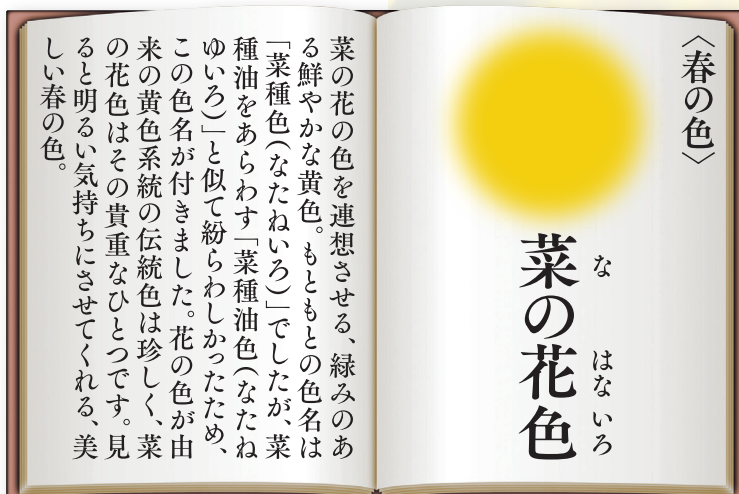 〈春の色〉
な はな いろ
菜の花色
菜の花の色を連想させる、緑みのあ
る鮮やかな黄色。もともとの色名は
「菜種色(なたねいろ)」でしたが、菜
種油をあらわす「菜種油色(なたね
ゆいろ)」と似て紛らわしかったため、
この色名が付きました。花の色が由
来の黄色系統の伝統色は珍しく、菜
の花色はその貴重なひとつです。見
ると明るい気持ちにさせてくれる、美
しい春の色。